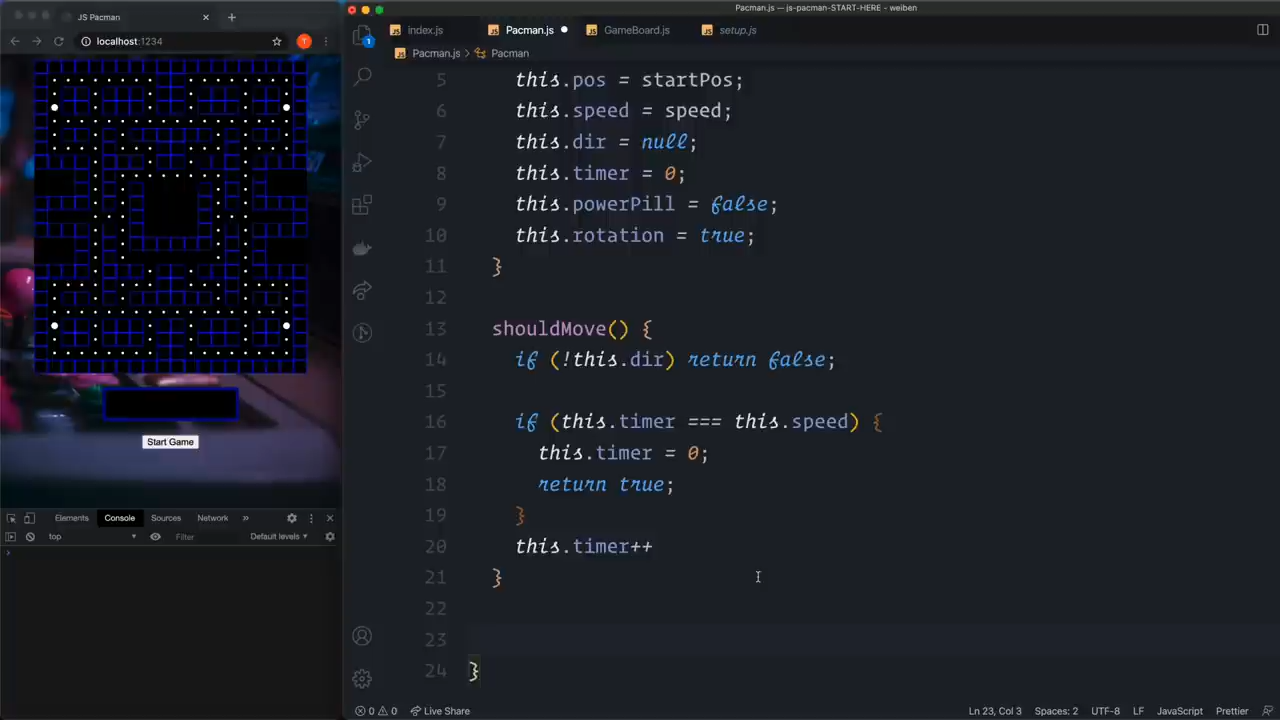 JS Pacman
localhost:1234
T
Start Game
Elements Console Sources Network »
top Filter Default levels
Pacman.js — js-pacman-START-HERE - weiben
index.js Pacman.js GameBoard.js setup.js
Pacman.js > Pacman
1
5 this.pos = startPos;
6 this.speed = speed;
7 this.dir = null;
8 this.timer = 0;
9 this.powerPill = false;
10 this.rotation = true;
11 }
12
13 shouldMove() {
14 if (!this.dir) return false;
15
16 if (this.timer === this.speed) {
17 this.timer = 0;
18 return true;
19 }
20 this.timer++
21 }
22
23
24 }
0 0 Live Share Ln 23, Col 3 Spaces: 2 UTF-8 LF JavaScript Prettier